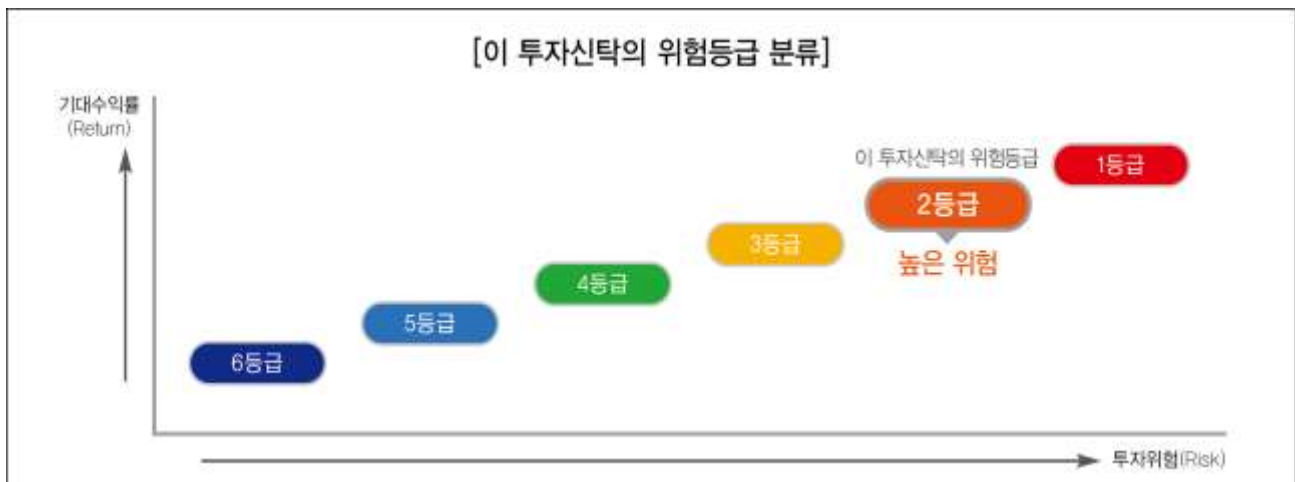 [이 투자신탁의 위험등급 분류]
기대수익률
(Return)
이 투자신탁의 위험등급
1등급
2등급
높은 위험
3등급
4등급
5등급
6등급
투자위험(Risk)